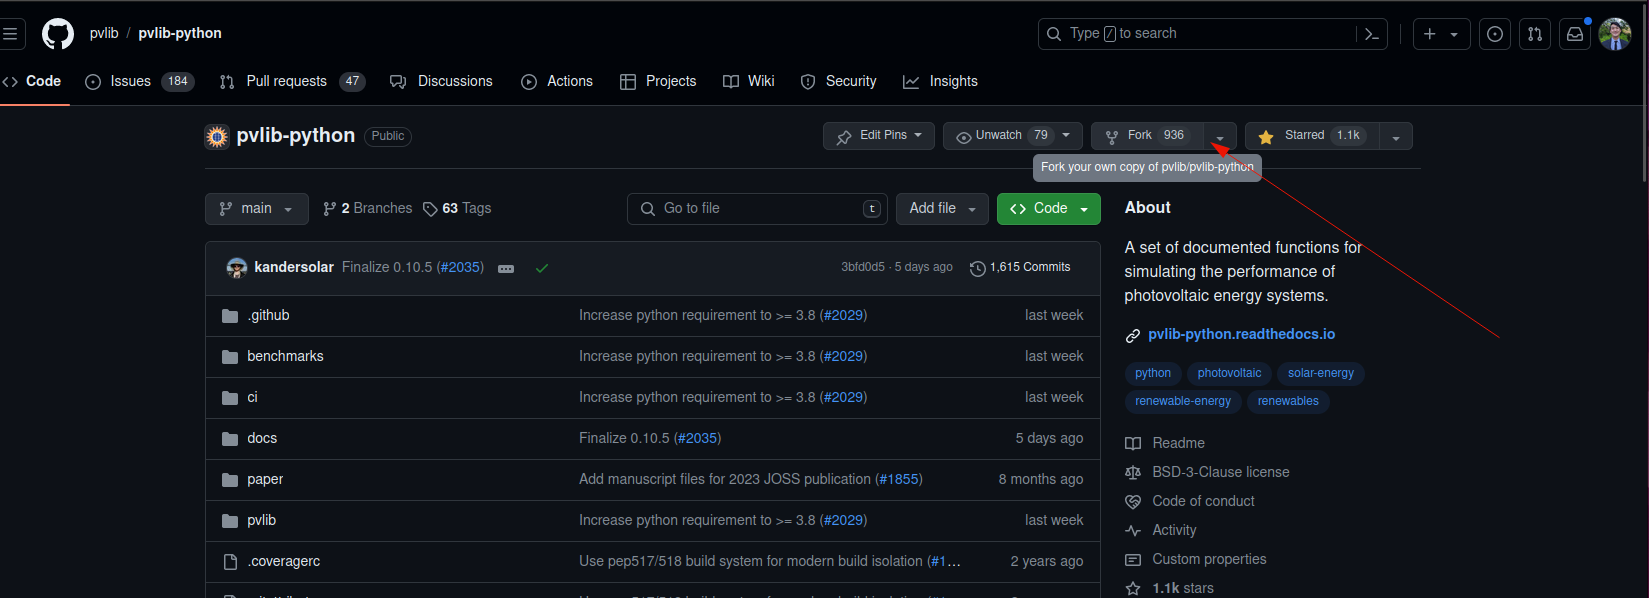 pvlib / pvlib-python
Type / to search
Code
Issues 184
Pull requests 47
Discussions
Actions
Projects
Wiki
Security
Insights
pvlib-python Public
Edit Pins
Unwatch 79
Fork 936
Starred 1.1k
Fork your own copy of pvlib/pvlib-python
main
2 Branches
63 Tags
Go to file t
Add file
Code
kandersolar Finalize 0.10.5 (#2035)
3bfd0d5 · 5 days ago
1,615 Commits
.github Increase python requirement to >= 3.8 (#2029) last week
benchmarks Increase python requirement to >= 3.8 (#2029) last week
ci Increase python requirement to >= 3.8 (#2029) last week
docs Finalize 0.10.5 (#2035) 5 days ago
paper Add manuscript files for 2023 JOSS publication (#1855) 8 months ago
pvlib Increase python requirement to >= 3.8 (#2029) last week
.coveragerc Use pep517/518 build system for modern build isolation (#1... 2 years ago
About
A set of documented functions for
simulating the performance of
photovoltaic energy systems.
pvlib-python.readthedocs.io
python photovoltaic solar-energy
renewable-energy renewables
Readme
BSD-3-Clause license
Code of conduct
Activity
Custom properties
1.1k stars